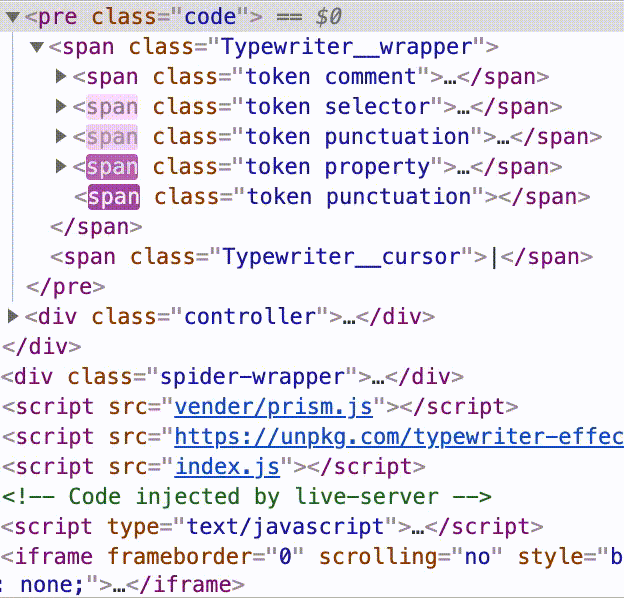 ▼<pre class="code"> == $0
▼<span class="Typewriter__wrapper">
▶<span class="token comment">…</span>
▶<span class="token selector">…</span>
▶<span class="token punctuation">…</span>
▶<span class="token property">…</span>
<span class="token punctuation"></span>
</span>
<span class="Typewriter__cursor">|</span>
</pre>
▶<div class="controller">…</div>
</div>
<div class="spider-wrapper">…</div>
<script src="vender/prism.js"></script>
<script src="https://unpkg.com/typewriter-effec
<script src="index.js"></script>
<!-- Code injected by live-server -->
<script type="text/javascript">…</script>
<iframe frameborder="0" scrolling="no" style="b
: none;">…</iframe>